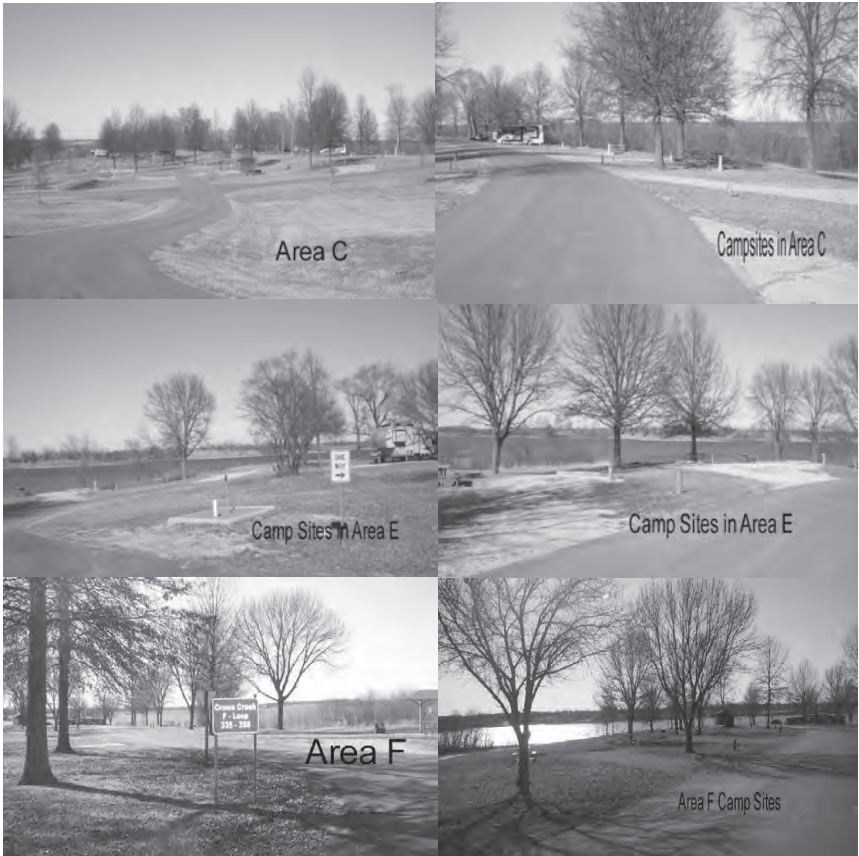 Area C
Campsites in Area C
ONE
WAY
Camp Sites in Area E
Camp Sites in Area E
Crows Creek
F - Loop
335 - 358
Area F
Area F Camp Sites